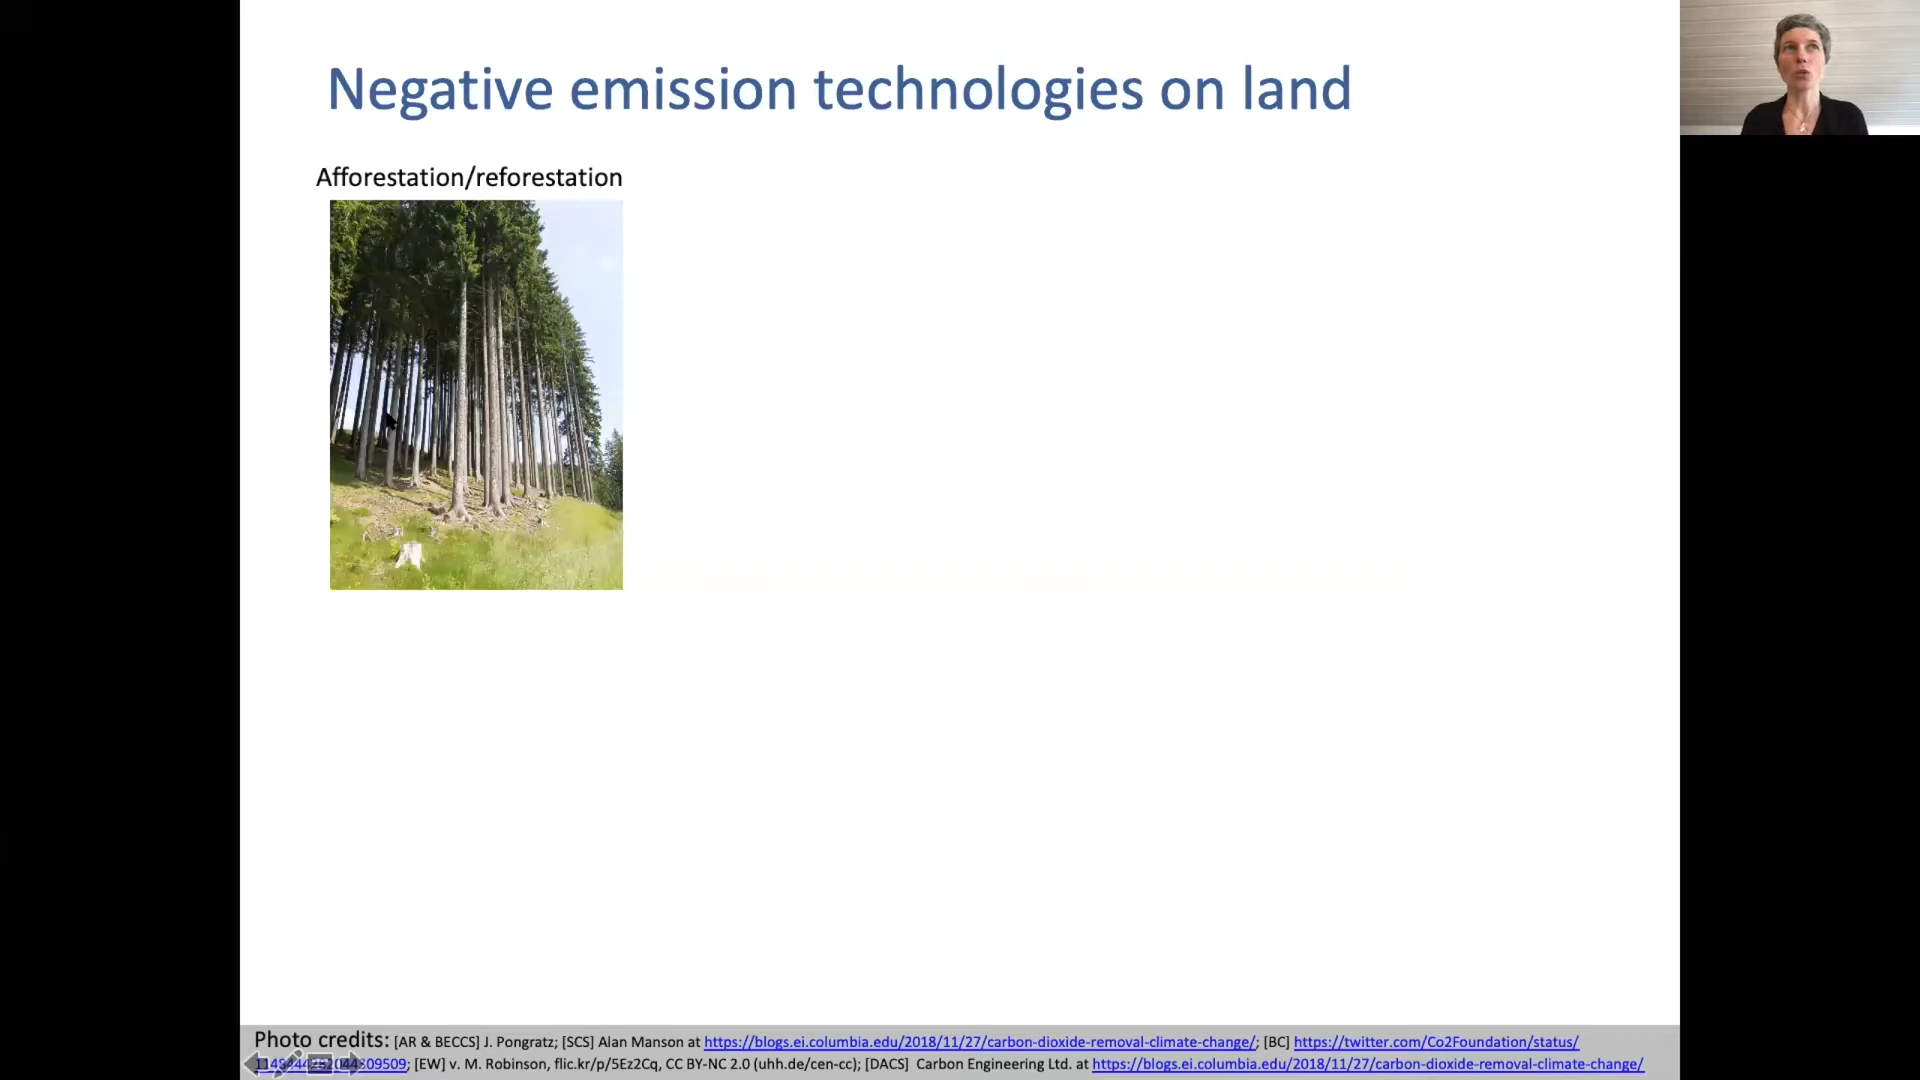 Negative emission technologies on land
Afforestation/reforestation
Photo credits: [AR & BECCS] J. Pongratz; [SCS] Alan Manson at https://blogs.ei.columbia.edu/2018/11/27/carbon-dioxide-removal-climate-change/; [BC] https://twitter.com/Co2Foundation/status/
[EW] v. M. Robinson, flic.kr/p/5Ez2Cq, CC BY-NC 2.0 (uhh.de/cen-cc); [DACS] Carbon Engineering Ltd. at https://blogs.ei.columbia.edu/2018/11/27/carbon-dioxide-removal-climate-change/